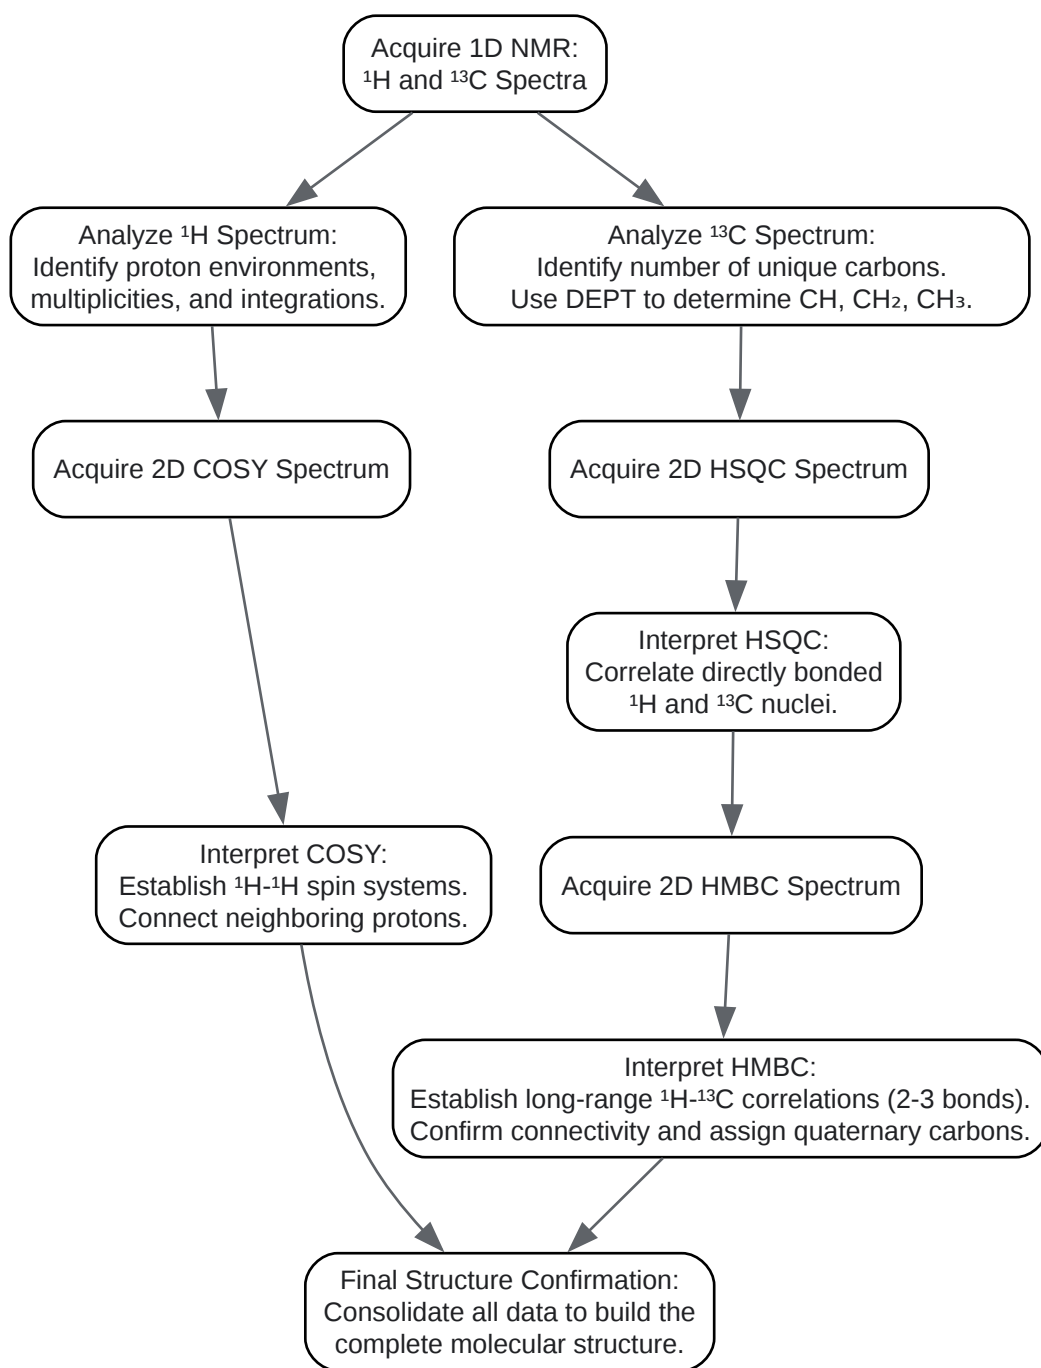 Acquire 1D NMR:
¹H and ¹³C Spectra
Analyze ¹H Spectrum:
Identify proton environments,
multiplicities, and integrations.
Analyze ¹³C Spectrum:
Identify number of unique carbons.
Use DEPT to determine CH, CH₂, CH₃.
Acquire 2D COSY Spectrum
Acquire 2D HSQC Spectrum
Interpret HSQC:
Correlate directly bonded
¹H and ¹³C nuclei.
Interpret COSY:
Establish ¹H-¹H spin systems.
Connect neighboring protons.
Acquire 2D HMBC Spectrum
Interpret HMBC:
Establish long-range ¹H-¹³C correlations (2-3 bonds).
Confirm connectivity and assign quaternary carbons.
Final Structure Confirmation:
Consolidate all data to build the
complete molecular structure.